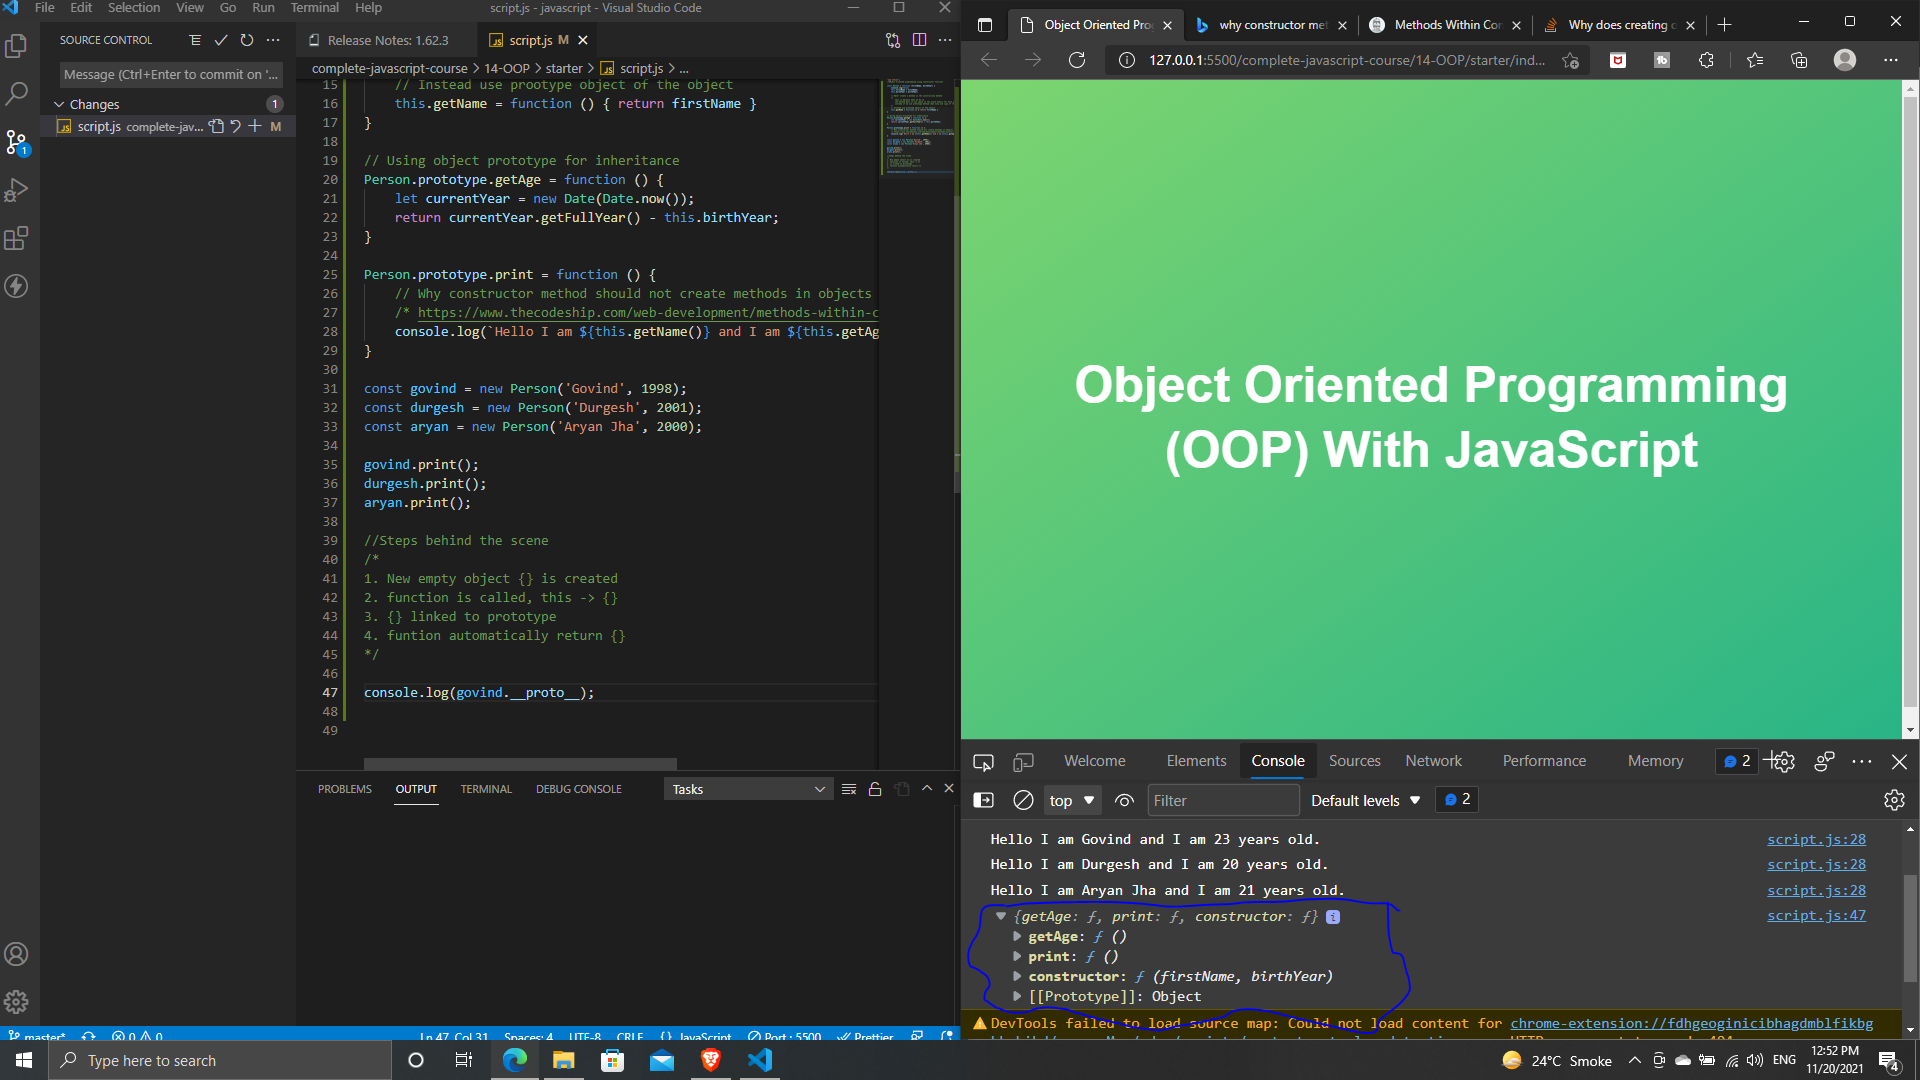 File Edit Selection View Go Run Terminal Help
script.js - javascript - Visual Studio Code
SOURCE CONTROL
Message (Ctrl+Enter to commit on '...
Changes 1
script.js complete-jav... M
1
Release Notes: 1.62.3
script.js M
complete-javascript-course > 14-OOP > starter > script.js > ...
15 // Instead use prootype object of the object
16 this.getName = function () { return firstName }
17 }
18
19 // Using object prototype for inheritance
20 Person.prototype.getAge = function () {
21 let currentYear = new Date(Date.now());
22 return currentYear.getFullYear() - this.birthYear;
23 }
24
25 Person.prototype.print = function () {
26 // Why constructor method should not create methods in objects
27 /* https://www.thecodeship.com/web-development/methods-within-c
28 console.log(`Hello I am ${this.getName()} and I am ${this.getAg
29 }
30
31 const govind = new Person('Govind', 1998);
32 const durgesh = new Person('Durgesh', 2001);
33 const aryan = new Person('Aryan Jha', 2000);
34
35 govind.print();
36 durgesh.print();
37 aryan.print();
38
39 //Steps behind the scene
40 /*
41 1. New empty object {} is created
42 2. function is called, this -> {}
43 3. {} linked to prototype
44 4. funtion automatically return {}
45 */
46
47 console.log(govind.__proto__);
48
49
PROBLEMS OUTPUT TERMINAL DEBUG CONSOLE Tasks
master* 0 0 Ln 47, Col 31 Spaces: 4 UTF-8 CRLF {} JavaScript Port : 5500 Prettier
Object Oriented Pro
why constructor me
Methods Within Con
Why does creating o
127.0.0.1:5500/complete-javascript-course/14-OOP/starter/ind...
Object Oriented Programming
(OOP) With JavaScript
Welcome Elements Console Sources Network Performance Memory 2
top Filter Default levels 2
Hello I am Govind and I am 23 years old. script.js:28
Hello I am Durgesh and I am 20 years old. script.js:28
Hello I am Aryan Jha and I am 21 years old. script.js:28
{getAge: ƒ, print: ƒ, constructor: ƒ} i script.js:47
getAge: ƒ ()
print: ƒ ()
constructor: ƒ (firstName, birthYear)
[[Prototype]]: Object
DevTools failed to load source map: Could not load content for chrome-extension://fdhgeoginicibhagdmblfikbg
Type here to search
24°C Smoke
ENG
12:52 PM
11/20/2021
4